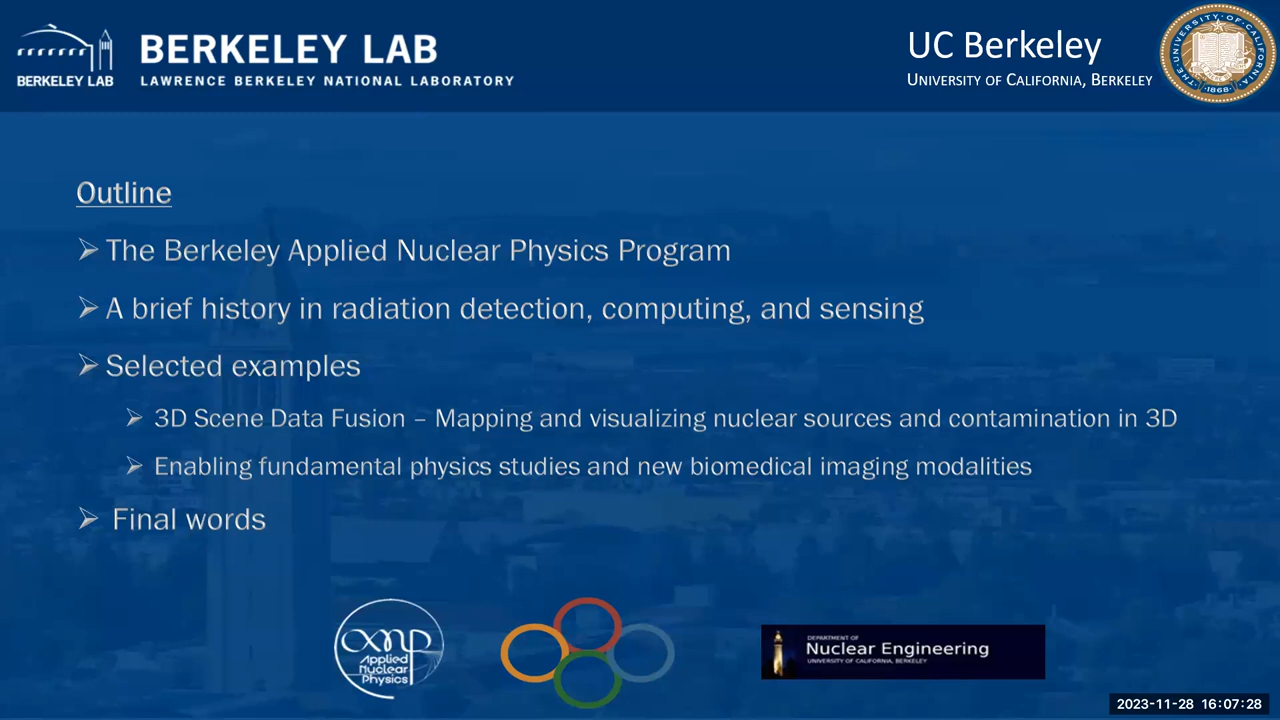 BERKELEY LAB
BERKELEY LAB
LAWRENCE BERKELEY NATIONAL LABORATORY
UC Berkeley
UNIVERSITY OF CALIFORNIA, BERKELEY
THE · UNIVERSITY · OF · CALIFORNIA
· 1868 ·
Outline
➢ The Berkeley Applied Nuclear Physics Program
➢ A brief history in radiation detection, computing, and sensing
➢ Selected examples
➢ 3D Scene Data Fusion – Mapping and visualizing nuclear sources and contamination in 3D
➢ Enabling fundamental physics studies and new biomedical imaging modalities
➢ Final words
anp
Applied
Nuclear
Physics
DEPARTMENT OF
Nuclear Engineering
UNIVERSITY OF CALIFORNIA, BERKELEY
2023-11-28 16:07:28